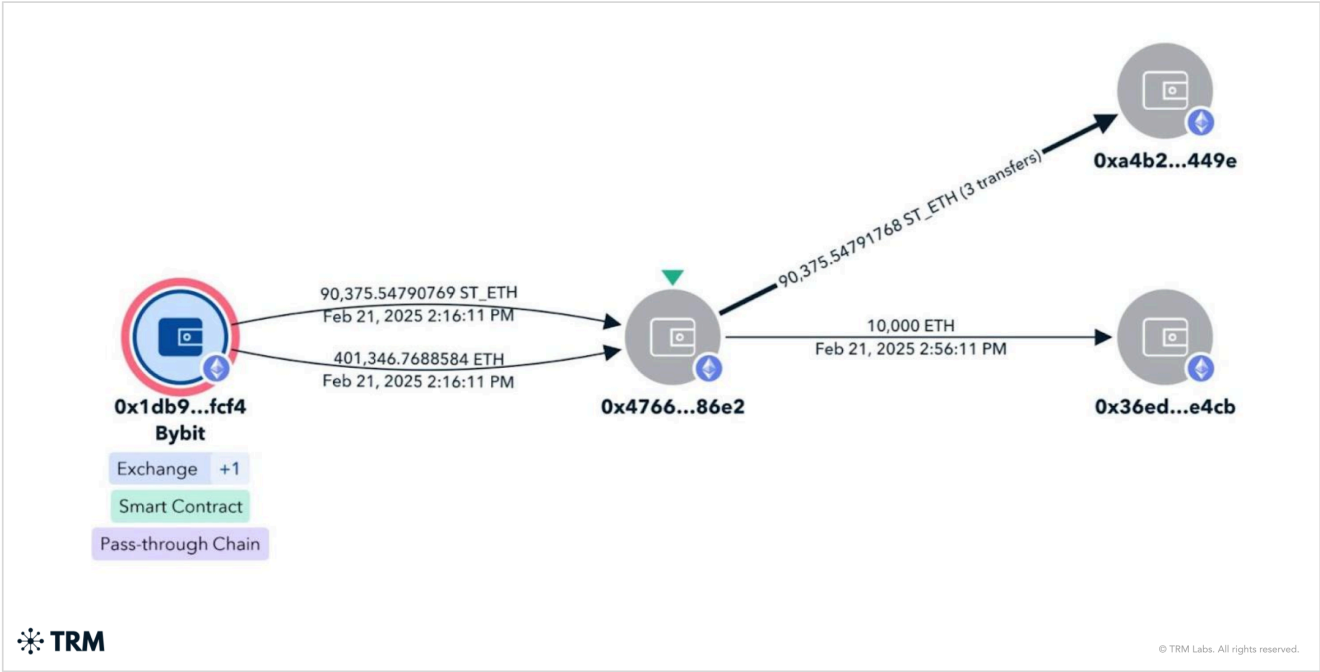 0xa4b2...449e
90,375.54791768 ST_ETH (3 transfers)
90,375.54790769 ST_ETH
Feb 21, 2025 2:16:11 PM
401,346.7688584 ETH
Feb 21, 2025 2:16:11 PM
10,000 ETH
Feb 21, 2025 2:56:11 PM
0x1db9...fcf4
Bybit
Exchange +1
Smart Contract
Pass-through Chain
0x4766...86e2
0x36ed...e4cb
TRM
© TRM Labs. All rights reserved.